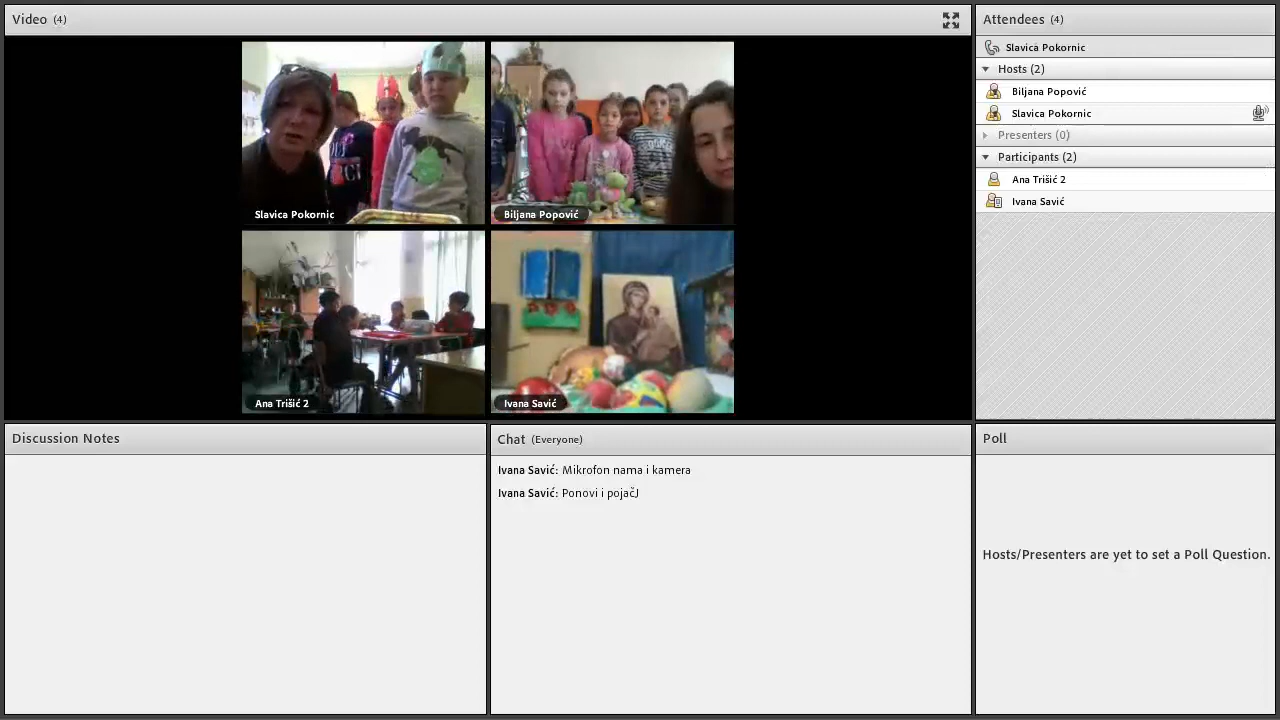 Video (4)
Slavica Pokornic
Biljana Popović
Ana Trišić 2
Ivana Savić
Attendees (4)
Slavica Pokornic
Hosts (2)
Biljana Popović
Slavica Pokornic
Presenters (0)
Participants (2)
Ana Trišić 2
Ivana Savić
Discussion Notes
Chat (Everyone)
Ivana Savić: Mikrofon nama i kamera
Ivana Savić: Ponovi i pojačJ
Poll
Hosts/Presenters are yet to set a Poll Question.